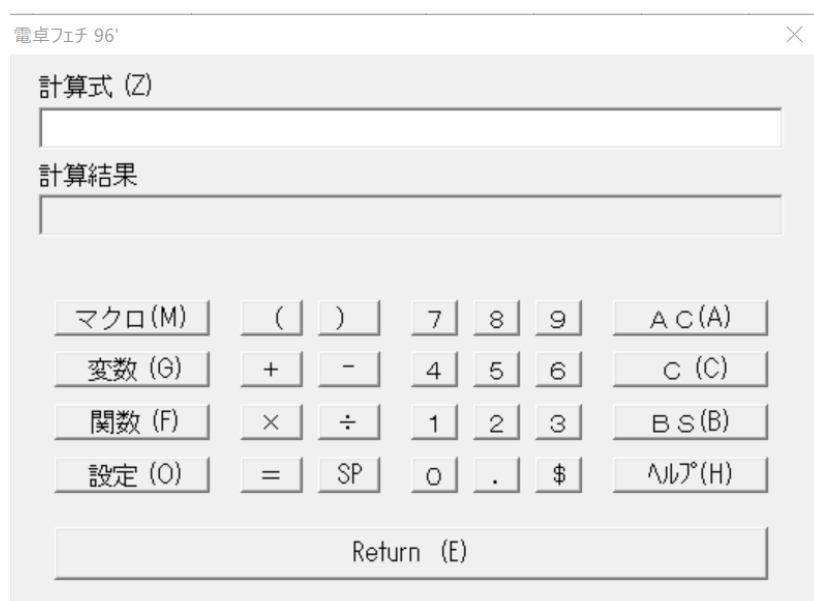 電卓フェチ 96'
計算式 (Z)
計算結果
マクロ(M) ( ) 7 8 9 AC(A)
変数 (G) + - 4 5 6 C (C)
関数 (F) × ÷ 1 2 3 BS(B)
設定 (O) = SP 0 . $ ﾍﾙﾌﾟ(H)
Return (E)